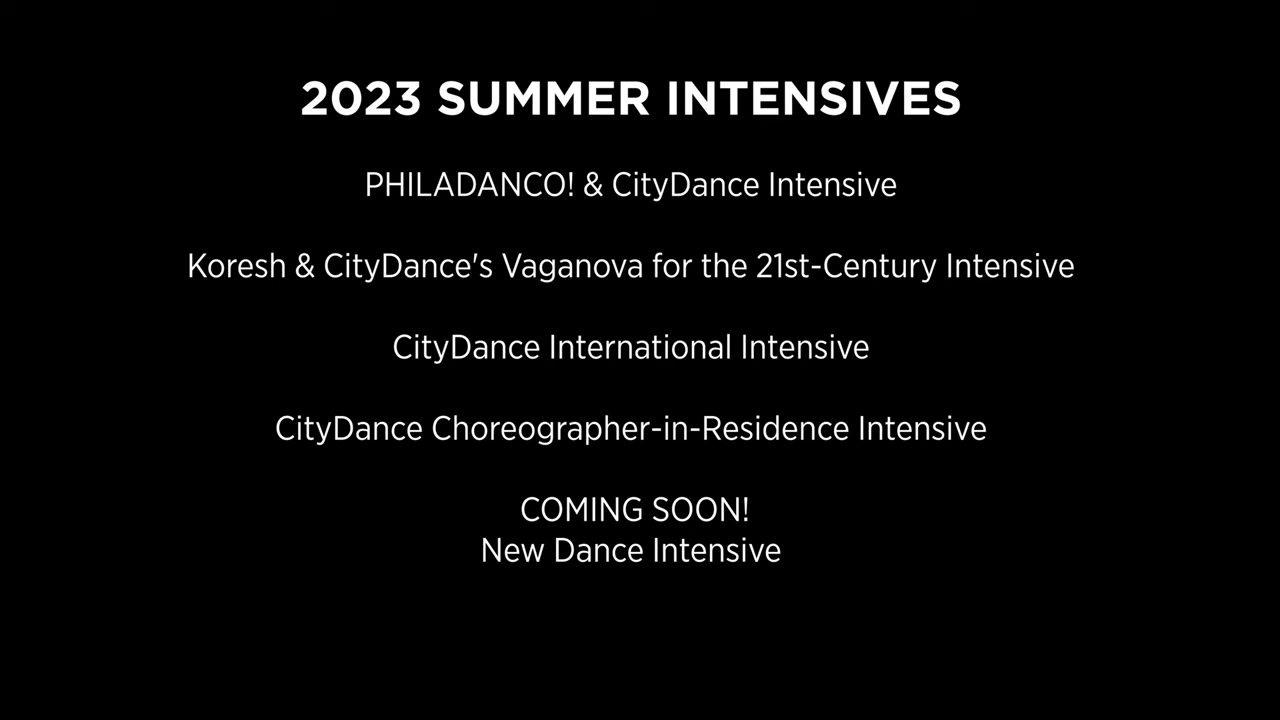 2023 SUMMER INTENSIVES
PHILADANCO! & CityDance Intensive
Koresh & CityDance's Vaganova for the 21st-Century Intensive
CityDance International Intensive
CityDance Choreographer-in-Residence Intensive
COMING SOON!
New Dance Intensive